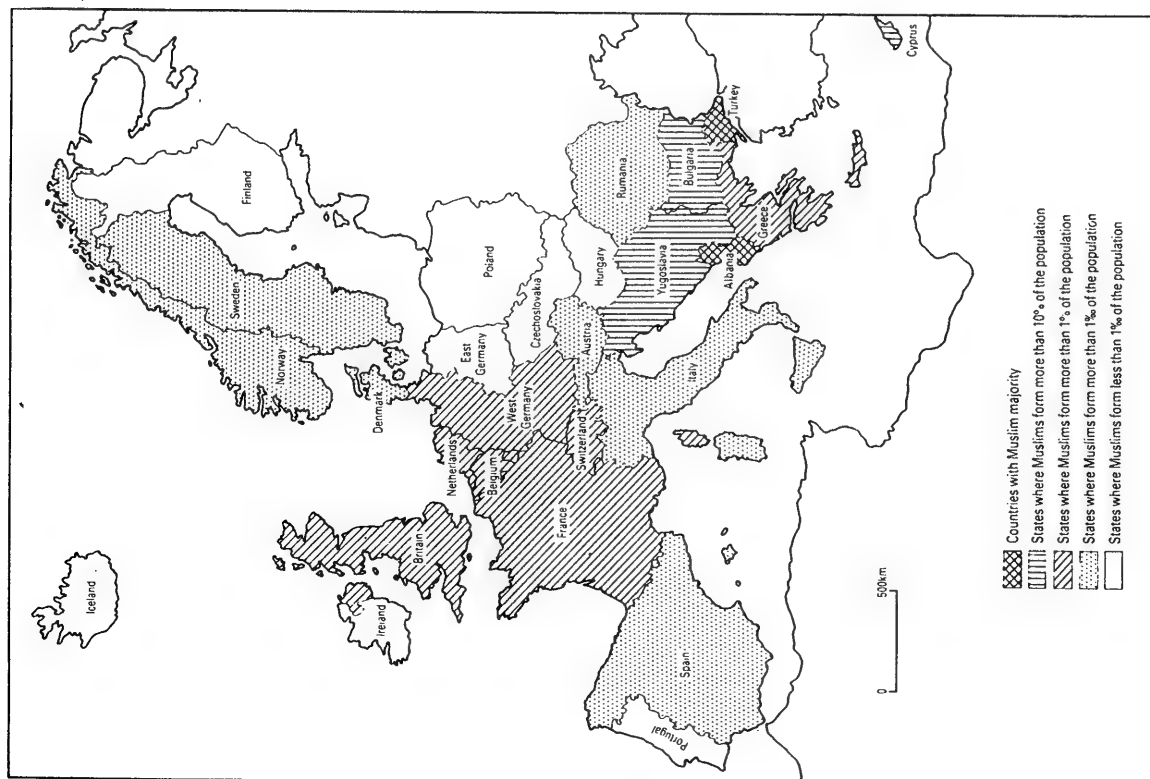 Iceland
Finland
Sweden
Norway
Denmark
Ireland
Britain
Netherlands
Belgium
West
Germany
East
Germany
Poland
Czechoslovakia
France
Switzerland
Austria
Hungary
Rumania
Yugoslavia
Bulgaria
Turkey
Albania
Greece
Italy
Spain
Portugal
Cyprus
0
500km
Countries with Muslim majority
States where Muslims form more than 10% of the population
States where Muslims form more than 1% of the population
States where Muslims form more than 1‰ of the population
States where Muslims form less than 1‰ of the population